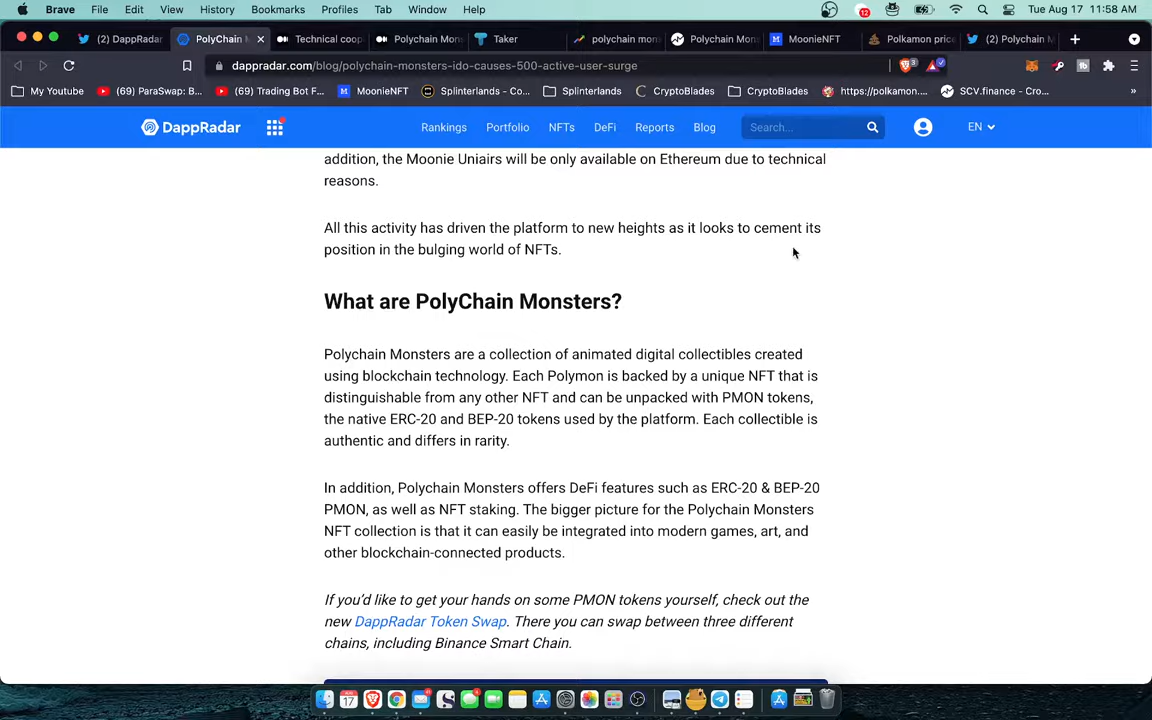 Brave File Edit View History Bookmarks Profiles Tab Window Help 12 Tue Aug 17 11:58 AM
(2) DappRadar PolyChain Technical coop Polychain Mon Taker polychain mon Polychain Mon MoonieNFT Polkamon price (2) Polychain M
dappradar.com/blog/polychain-monsters-ido-causes-500-active-user-surge 3
My Youtube (69) ParaSwap: B... (69) Trading Bot F... MoonieNFT Splinterlands - Co... Splinterlands CryptoBlades CryptoBlades https://polkamon.... SCV.finance - Cro... »
DappRadar Rankings Portfolio NFTs DeFi Reports Blog Search... EN
addition, the Moonie Uniairs will be only available on Ethereum due to technical
reasons.
All this activity has driven the platform to new heights as it looks to cement its
position in the bulging world of NFTs.
What are PolyChain Monsters?
Polychain Monsters are a collection of animated digital collectibles created
using blockchain technology. Each Polymon is backed by a unique NFT that is
distinguishable from any other NFT and can be unpacked with PMON tokens,
the native ERC-20 and BEP-20 tokens used by the platform. Each collectible is
authentic and differs in rarity.
In addition, Polychain Monsters offers DeFi features such as ERC-20 & BEP-20
PMON, as well as NFT staking. The bigger picture for the Polychain Monsters
NFT collection is that it can easily be integrated into modern games, art, and
other blockchain-connected products.
If you'd like to get your hands on some PMON tokens yourself, check out the
new DappRadar Token Swap. There you can swap between three different
chains, including Binance Smart Chain.
17